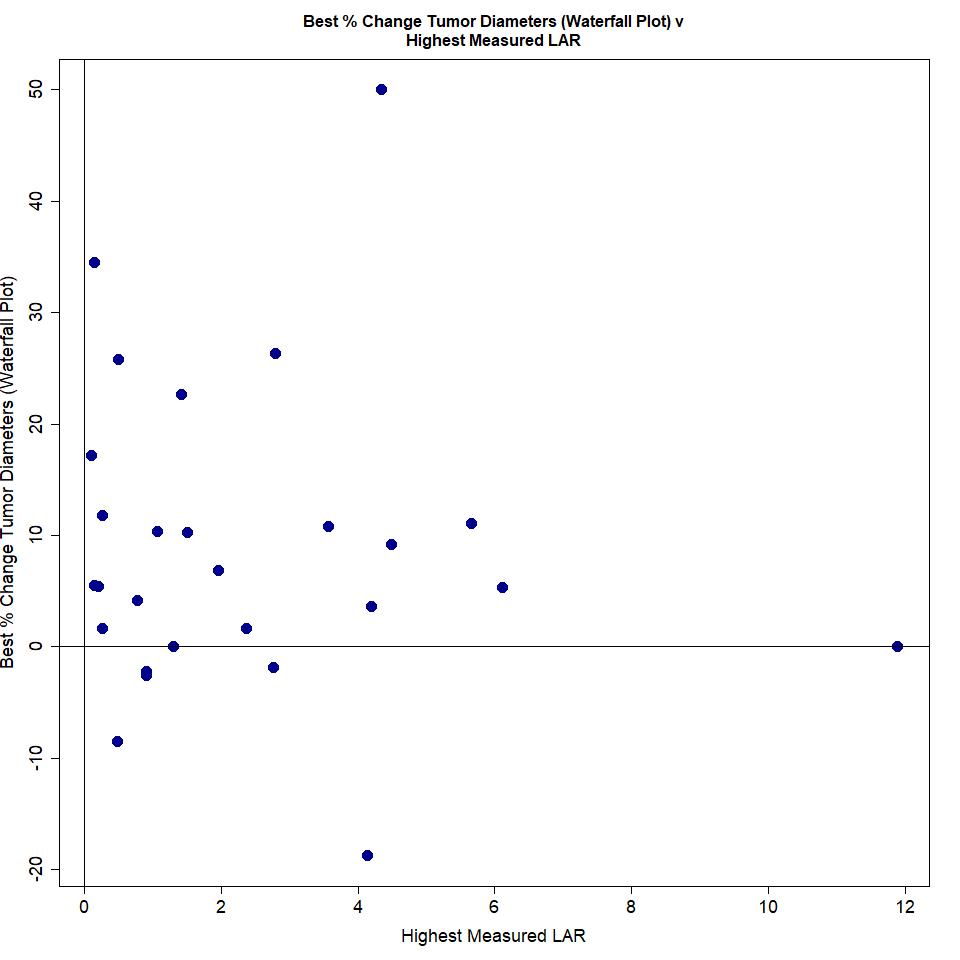 Best % Change Tumor Diameters (Waterfall Plot) v
Highest Measured LAR
50
40
30
20
10
0
-10
-20
Best % Change Tumor Diameters (Waterfall Plot)
0 2 4 6 8 10 12
Highest Measured LAR